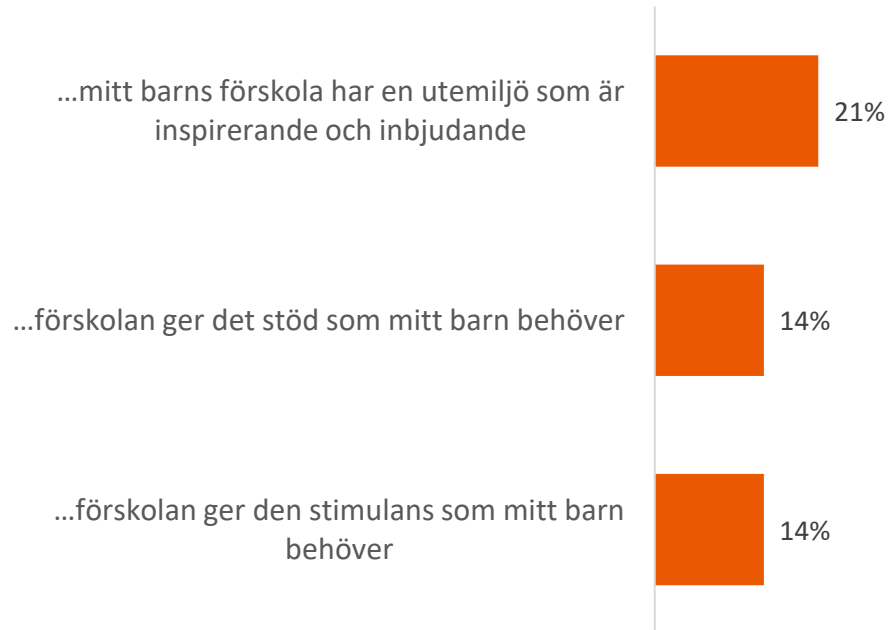 …mitt barns förskola har en utemiljö som är
inspirerande och inbjudande
21%
…förskolan ger det stöd som mitt barn behöver
14%
…förskolan ger den stimulans som mitt barn
behöver
14%